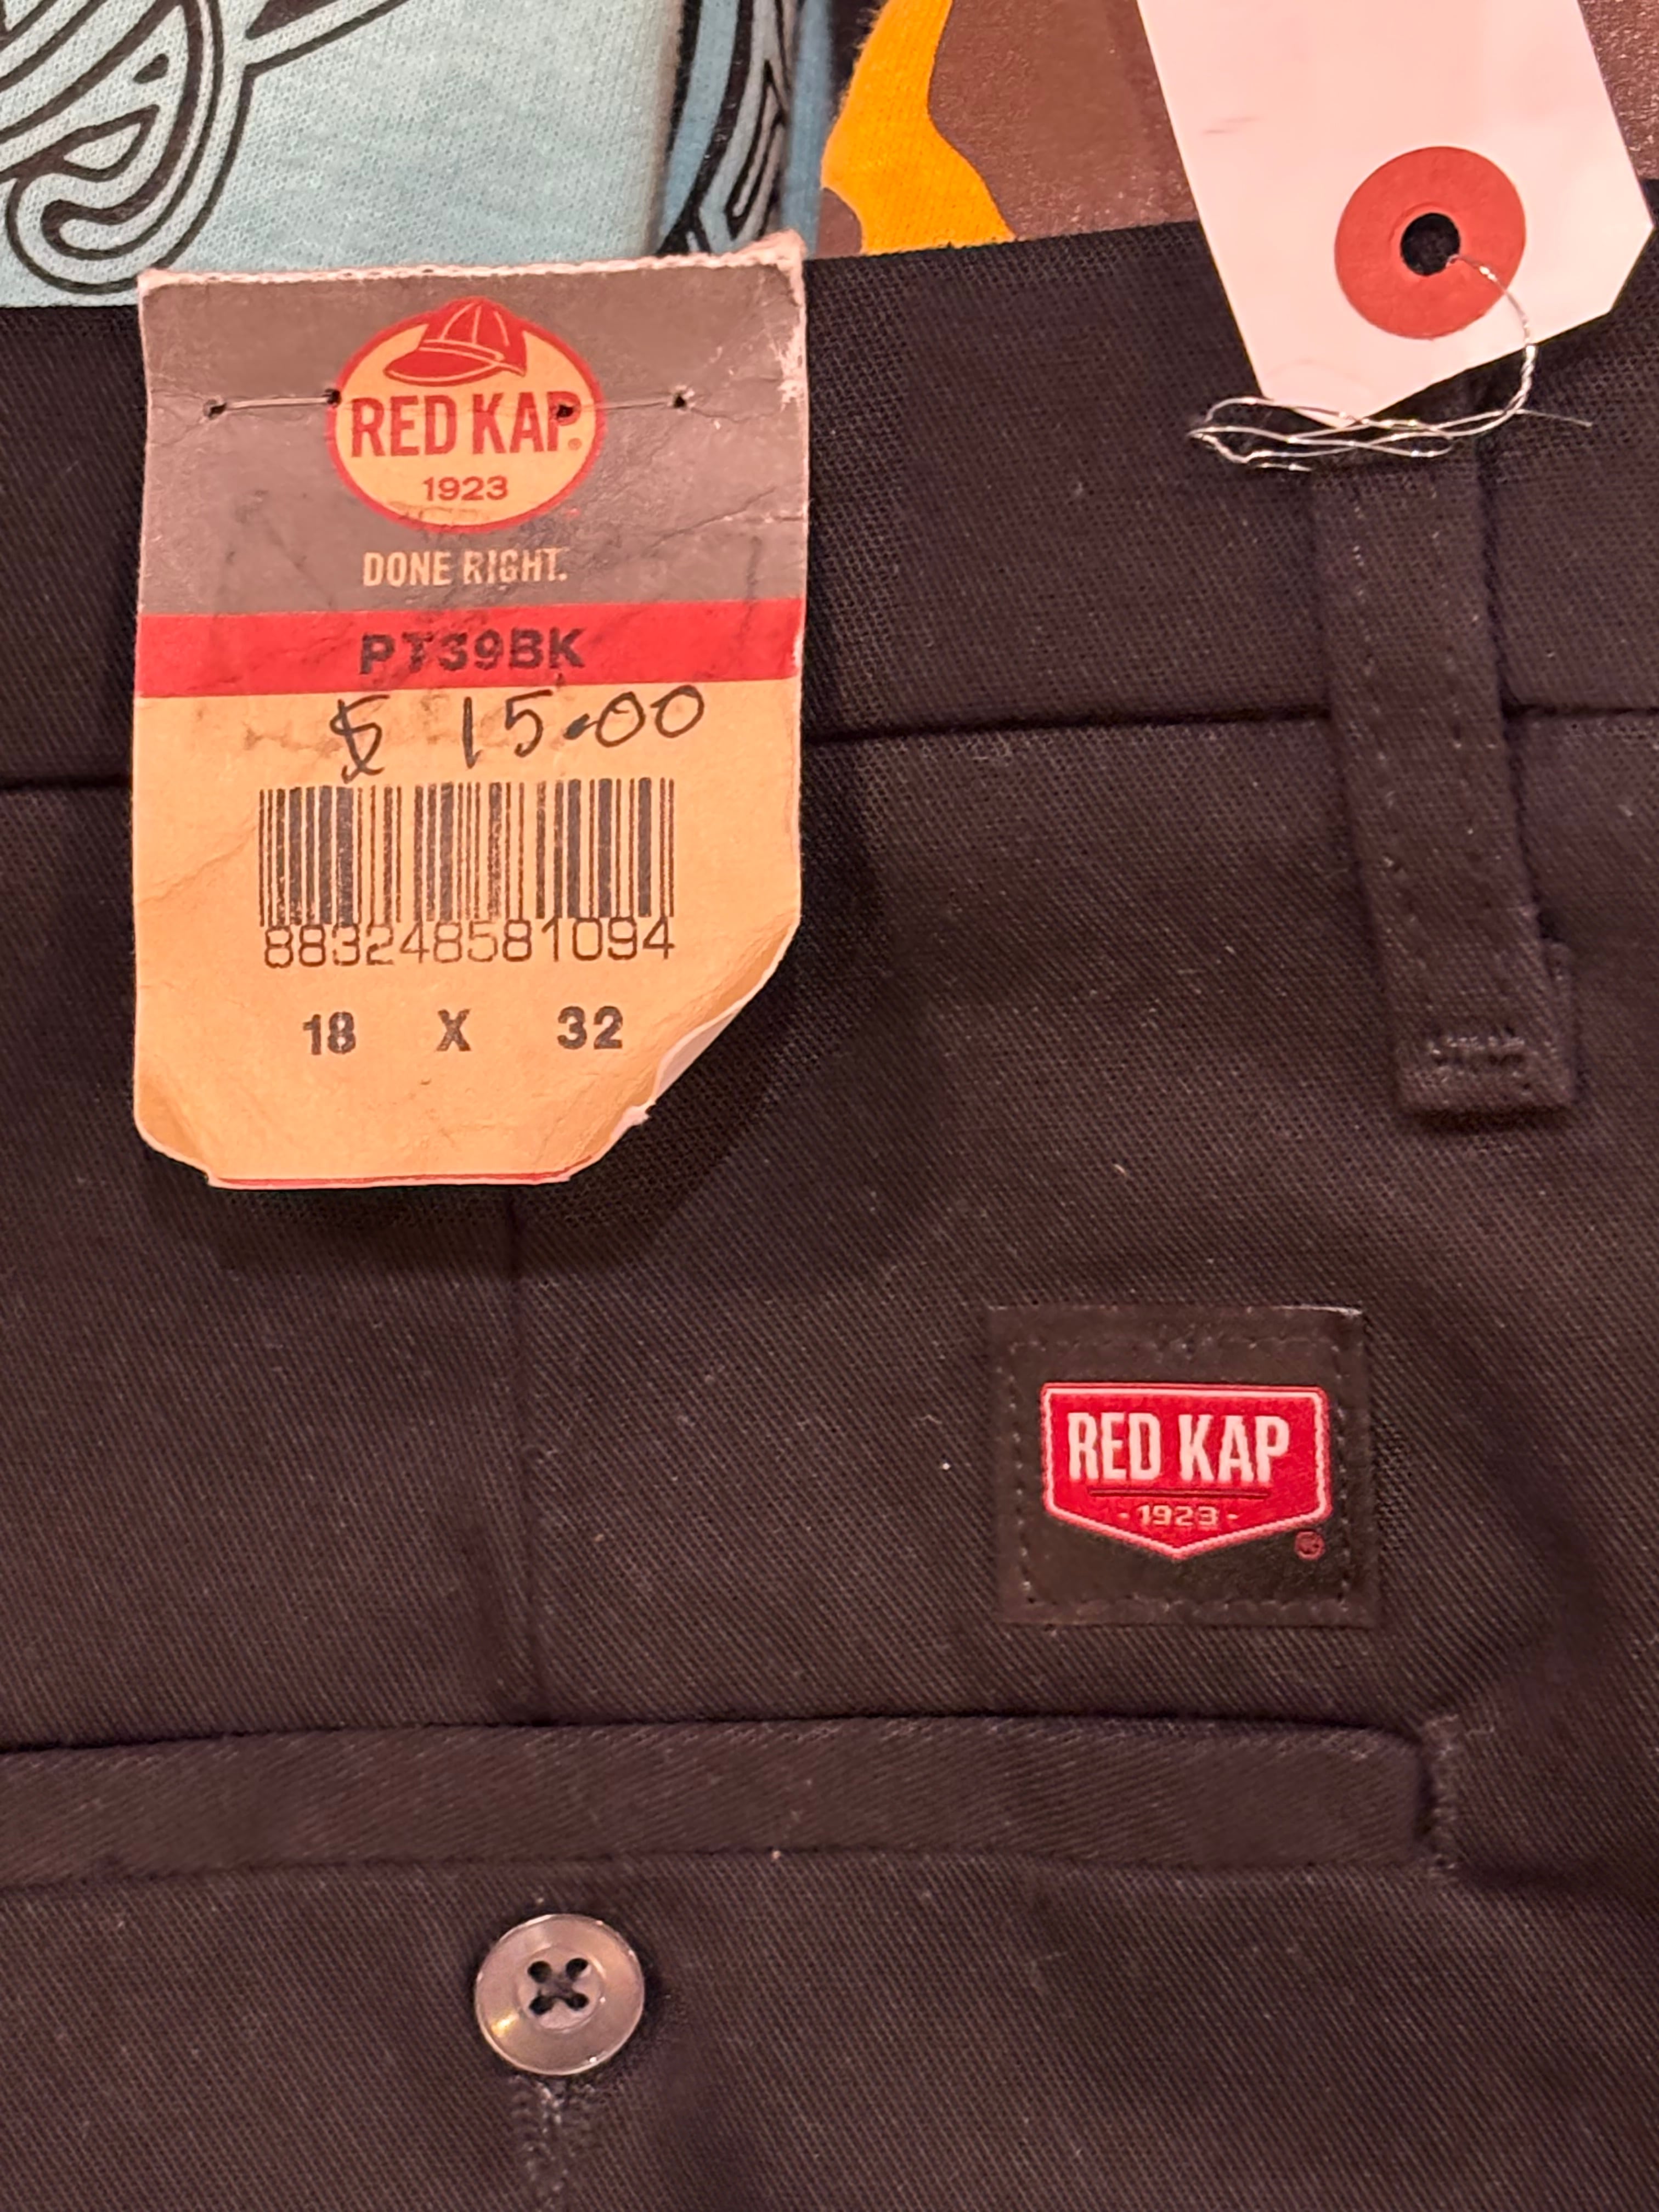 RED KAP®
1923
DONE RIGHT.
PT39BK
$ 15.00
883248581094
18 X 32
RED KAP
-1923-
®